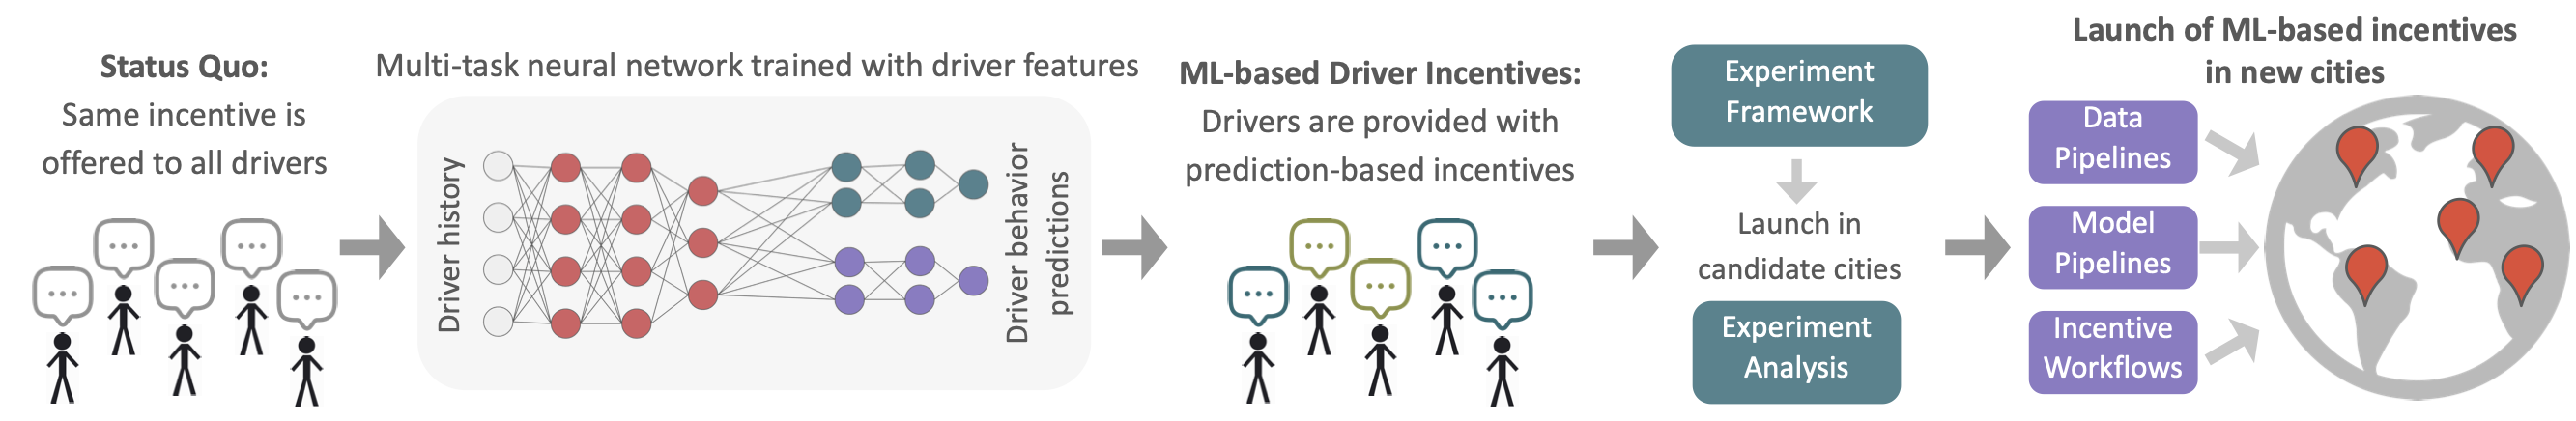 Status Quo:
Same incentive is
offered to all drivers
Multi-task neural network trained with driver features
Driver history
Driver behavior
predictions
ML-based Driver Incentives:
Drivers are provided with
prediction-based incentives
Experiment
Framework
Launch in
candidate cities
Experiment
Analysis
Launch of ML-based incentives
in new cities
Data
Pipelines
Model
Pipelines
Incentive
Workflows